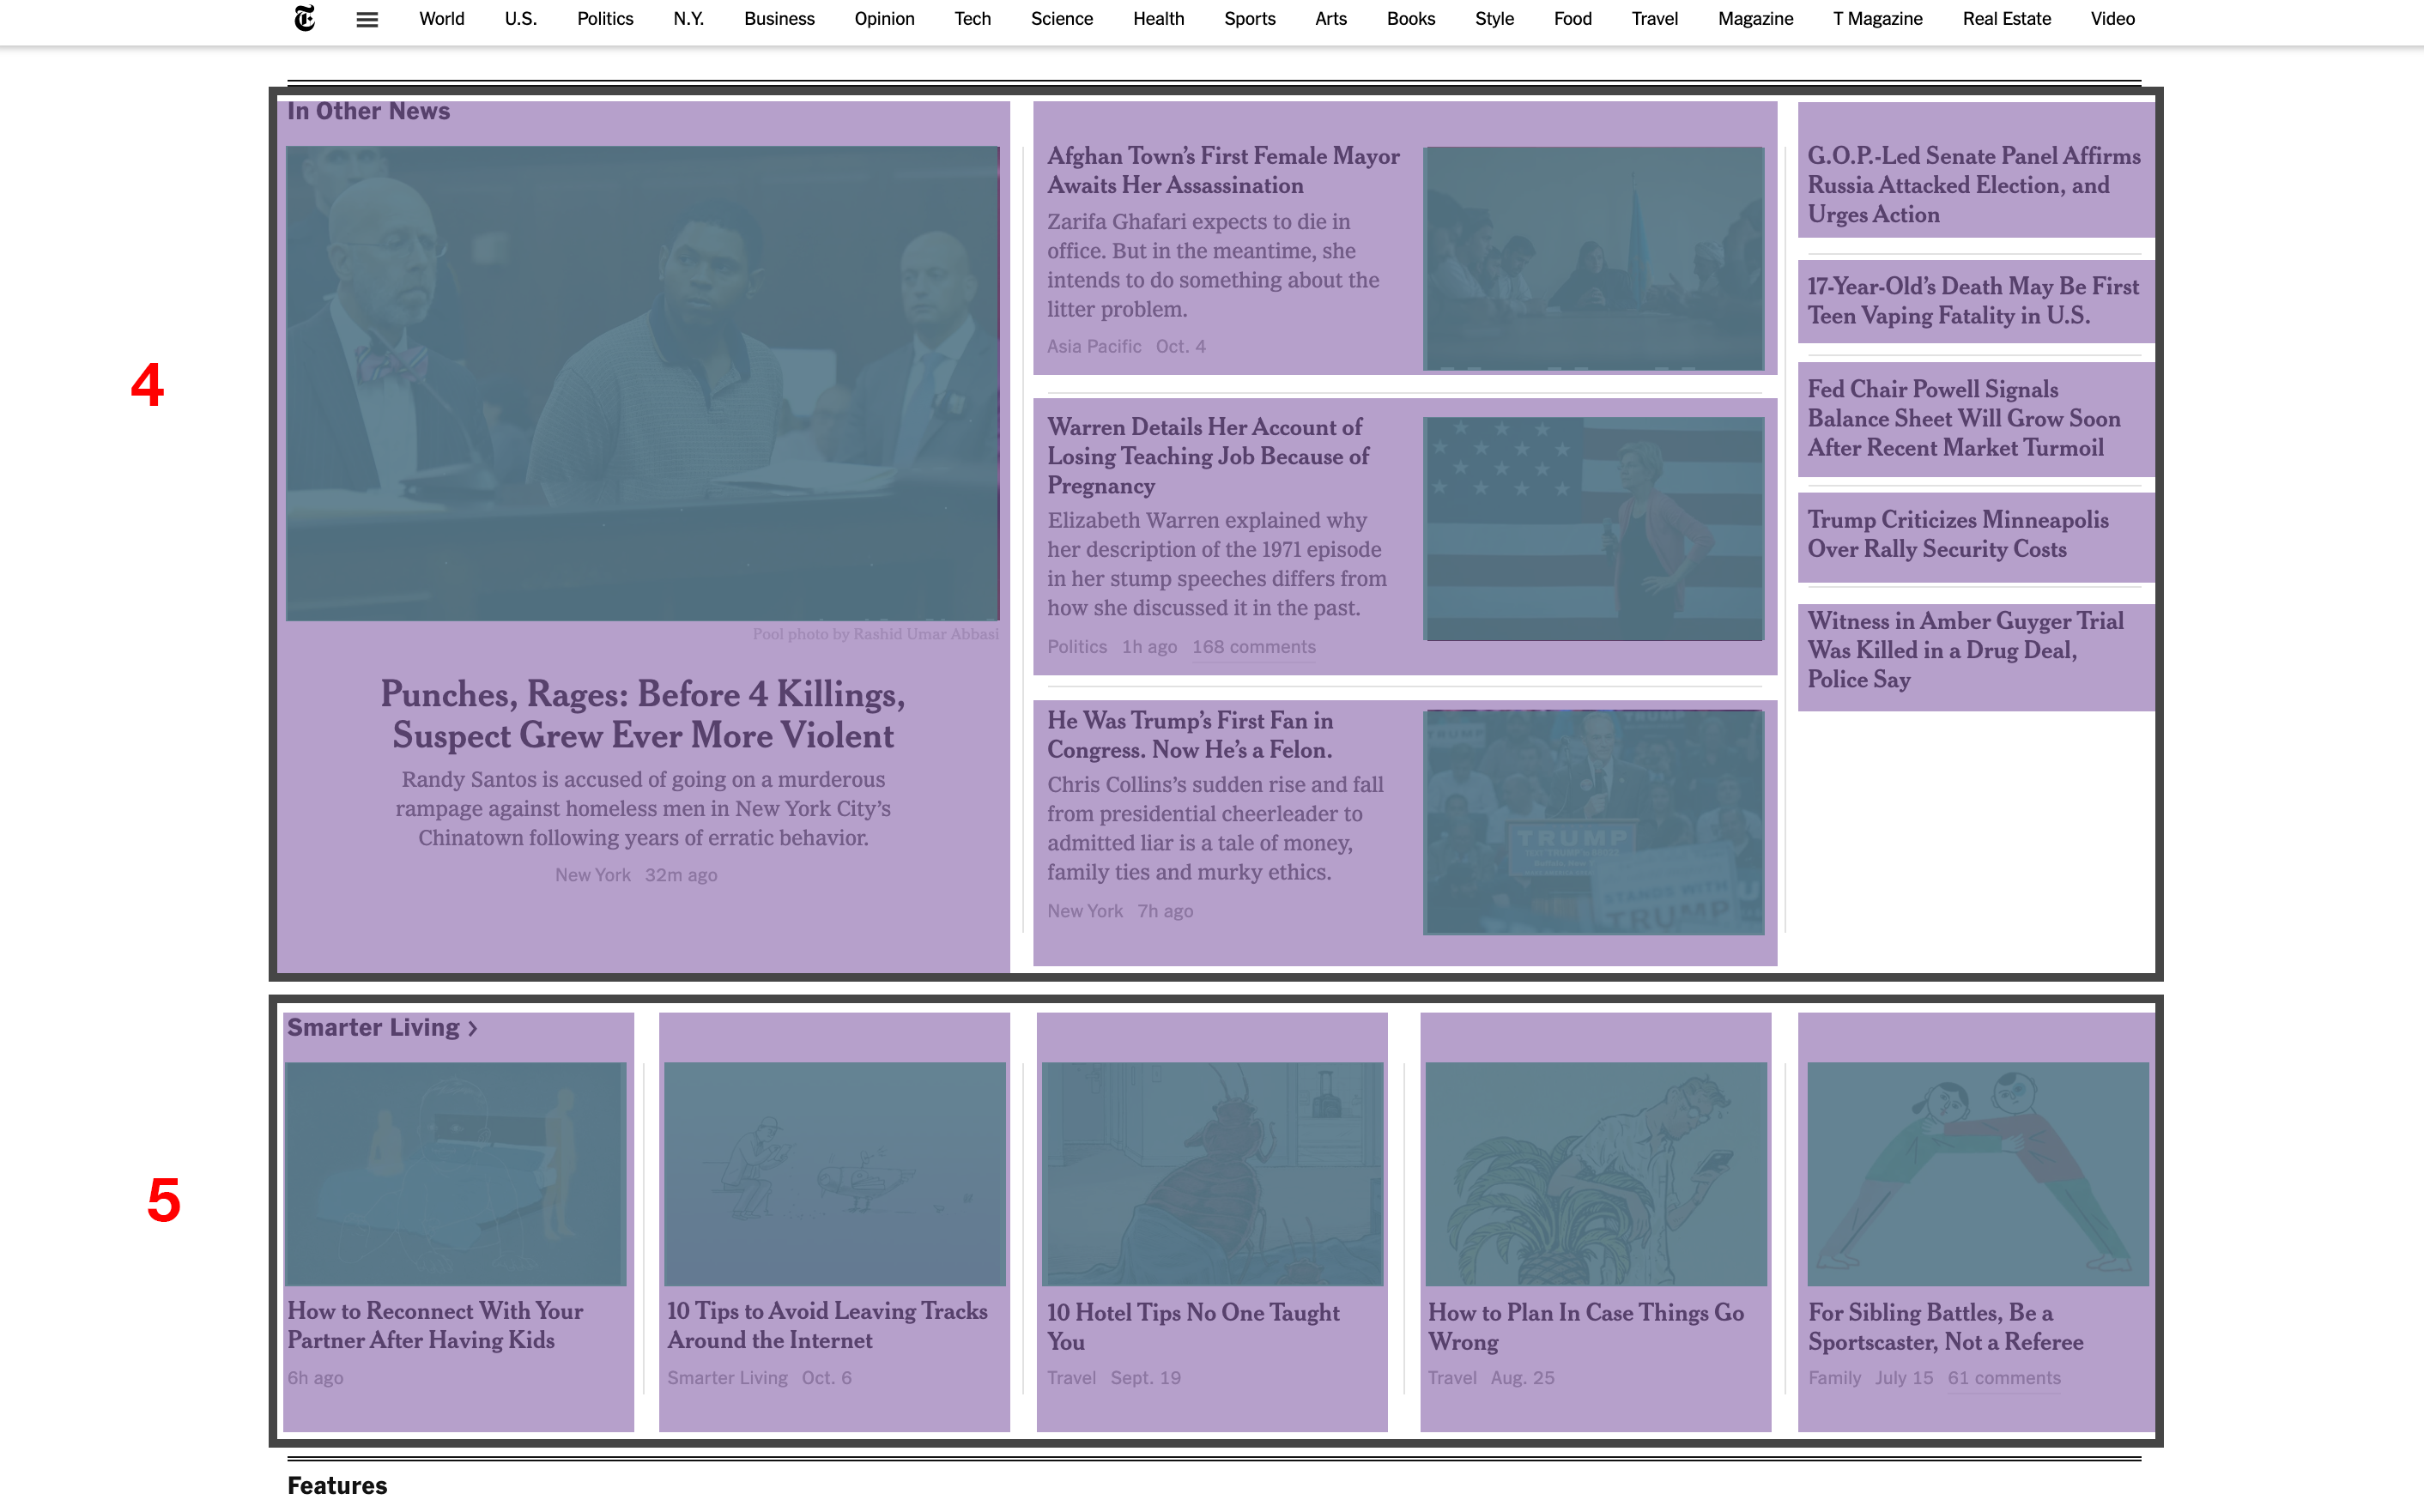 World U.S. Politics N.Y. Business Opinion Tech Science Health Sports Arts Books Style Food Travel Magazine T Magazine Real Estate Video
4
In Other News
Pool photo by Rashid Umar Abbasi
Punches, Rages: Before 4 Killings,
Suspect Grew Ever More Violent
Randy Santos is accused of going on a murderous
rampage against homeless men in New York City’s
Chinatown following years of erratic behavior.
New York 32m ago
Afghan Town’s First Female Mayor
Awaits Her Assassination
Zarifa Ghafari expects to die in
office. But in the meantime, she
intends to do something about the
litter problem.
Asia Pacific Oct. 4
Warren Details Her Account of
Losing Teaching Job Because of
Pregnancy
Elizabeth Warren explained why
her description of the 1971 episode
in her stump speeches differs from
how she discussed it in the past.
Politics 1h ago 168 comments
He Was Trump’s First Fan in
Congress. Now He’s a Felon.
Chris Collins’s sudden rise and fall
from presidential cheerleader to
admitted liar is a tale of money,
family ties and murky ethics.
New York 7h ago
TRUMP
TRUMP
TRUMP
STANDS WITH
TRUMP
G.O.P.-Led Senate Panel Affirms
Russia Attacked Election, and
Urges Action
17-Year-Old’s Death May Be First
Teen Vaping Fatality in U.S.
Fed Chair Powell Signals
Balance Sheet Will Grow Soon
After Recent Market Turmoil
Trump Criticizes Minneapolis
Over Rally Security Costs
Witness in Amber Guyger Trial
Was Killed in a Drug Deal,
Police Say
5
Smarter Living >
How to Reconnect With Your
Partner After Having Kids
6h ago
10 Tips to Avoid Leaving Tracks
Around the Internet
Smarter Living Oct. 6
10 Hotel Tips No One Taught
You
Travel Sept. 19
How to Plan In Case Things Go
Wrong
Travel Aug. 25
For Sibling Battles, Be a
Sportscaster, Not a Referee
Family July 15 61 comments
Features